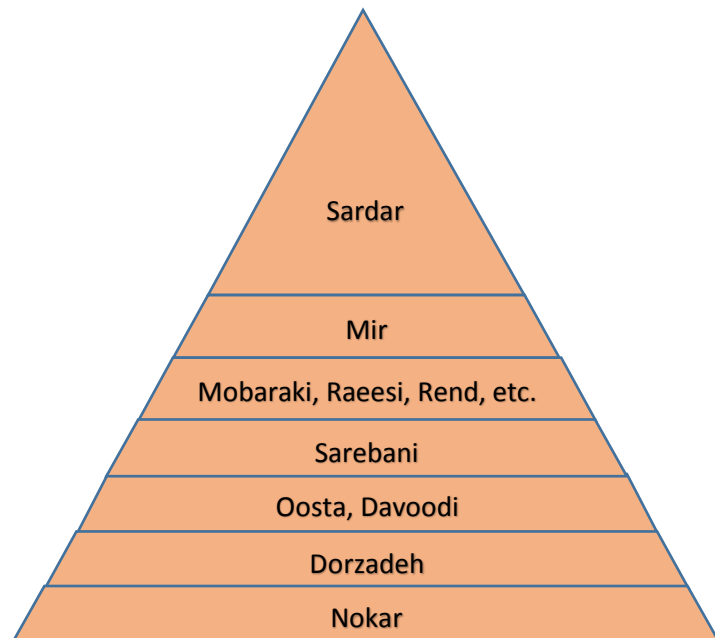 Sardar
Mir
Mobaraki, Raeesi, Rend, etc.
Sarebani
Oosta, Davoodi
Dorzadeh
Nokar